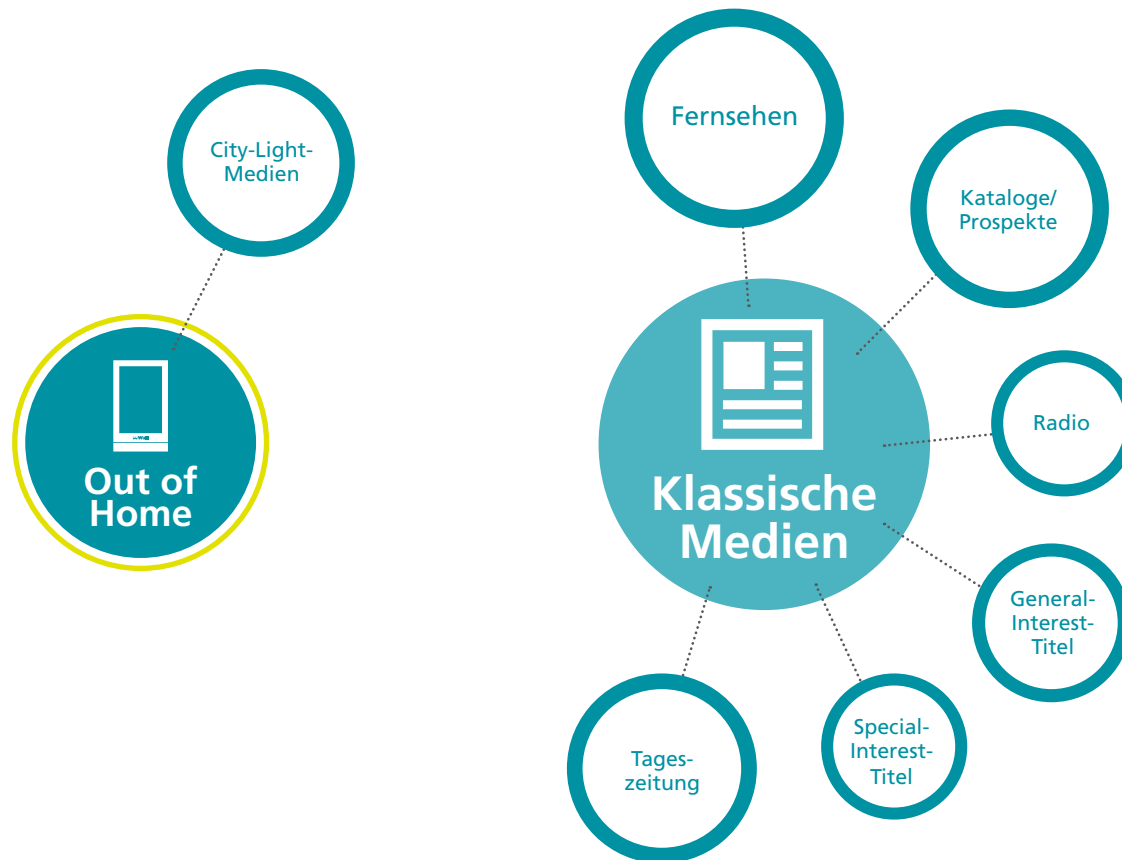 City-Light-
Medien
Out of
Home
Fernsehen
Kataloge/
Prospekte
Radio
Klassische
Medien
General-
Interest-
Titel
Special-
Interest-
Titel
Tages-
zeitung